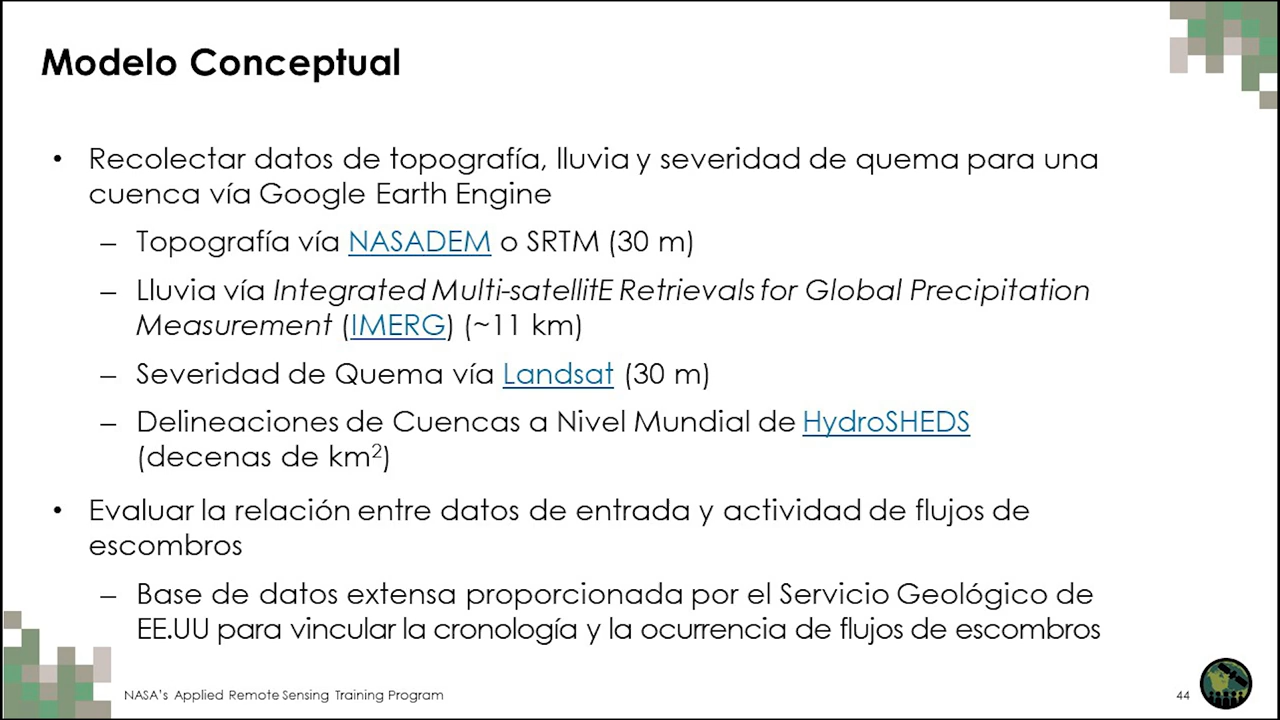 Modelo Conceptual
• Recolectar datos de topografía, lluvia y severidad de quema para una
cuenca vía Google Earth Engine
– Topografía vía NASADEM o SRTM (30 m)
– Lluvia vía Integrated Multi-satellitE Retrievals for Global Precipitation
Measurement (IMERG) (~11 km)
– Severidad de Quema vía Landsat (30 m)
– Delineaciones de Cuencas a Nivel Mundial de HydroSHEDS
(decenas de km²)
• Evaluar la relación entre datos de entrada y actividad de flujos de
escombros
– Base de datos extensa proporcionada por el Servicio Geológico de
EE.UU para vincular la cronología y la ocurrencia de flujos de escombros
NASA's Applied Remote Sensing Training Program
44